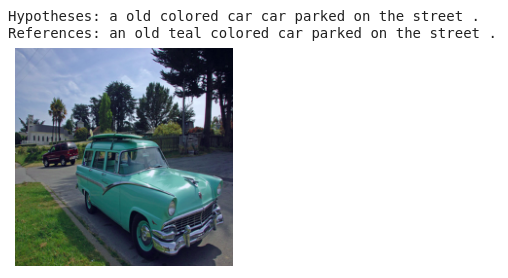 Hypotheses: a old colored car car parked on the street .
References: an old teal colored car parked on the street .